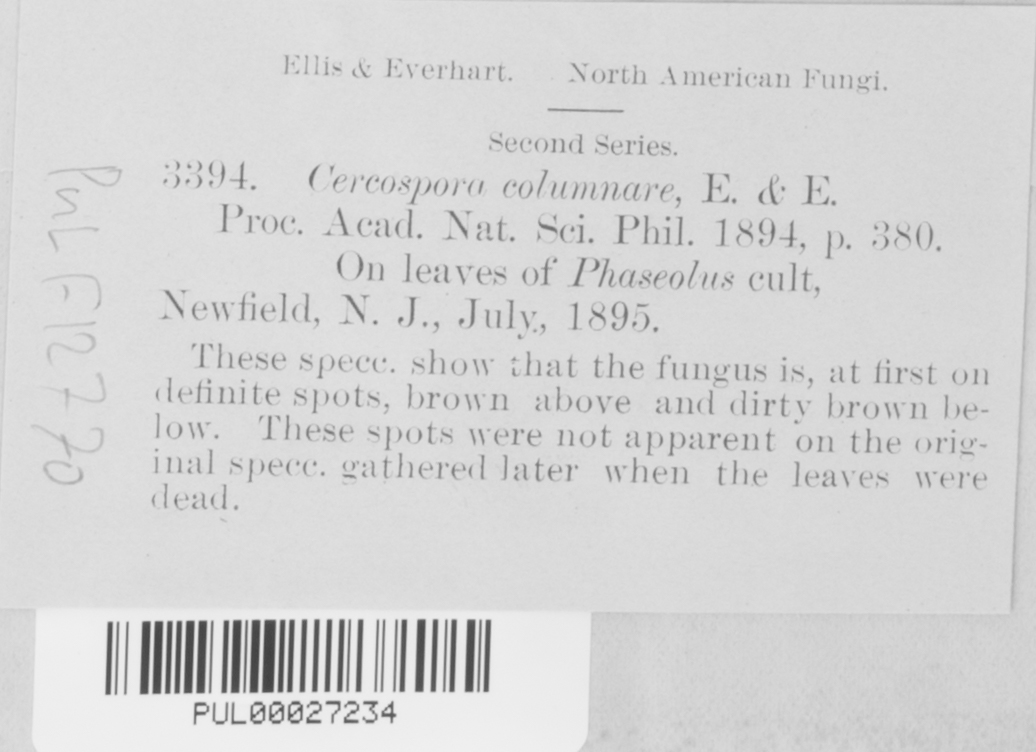 Ellis & Everhart. North American Fungi.
Second Series.
3394. Cercospora columnare, E. & E.
Proc. Acad. Nat. Sci. Phil. 1894, p. 380.
On leaves of Phaseolus cult,
Newfield, N. J., July., 1895.
These specc. show that the fungus is, at first on
definite spots, brown above and dirty brown be-
low. These spots were not apparent on the orig-
inal specc. gathered later when the leaves were
dead.
PUL F12770
PUL00027234